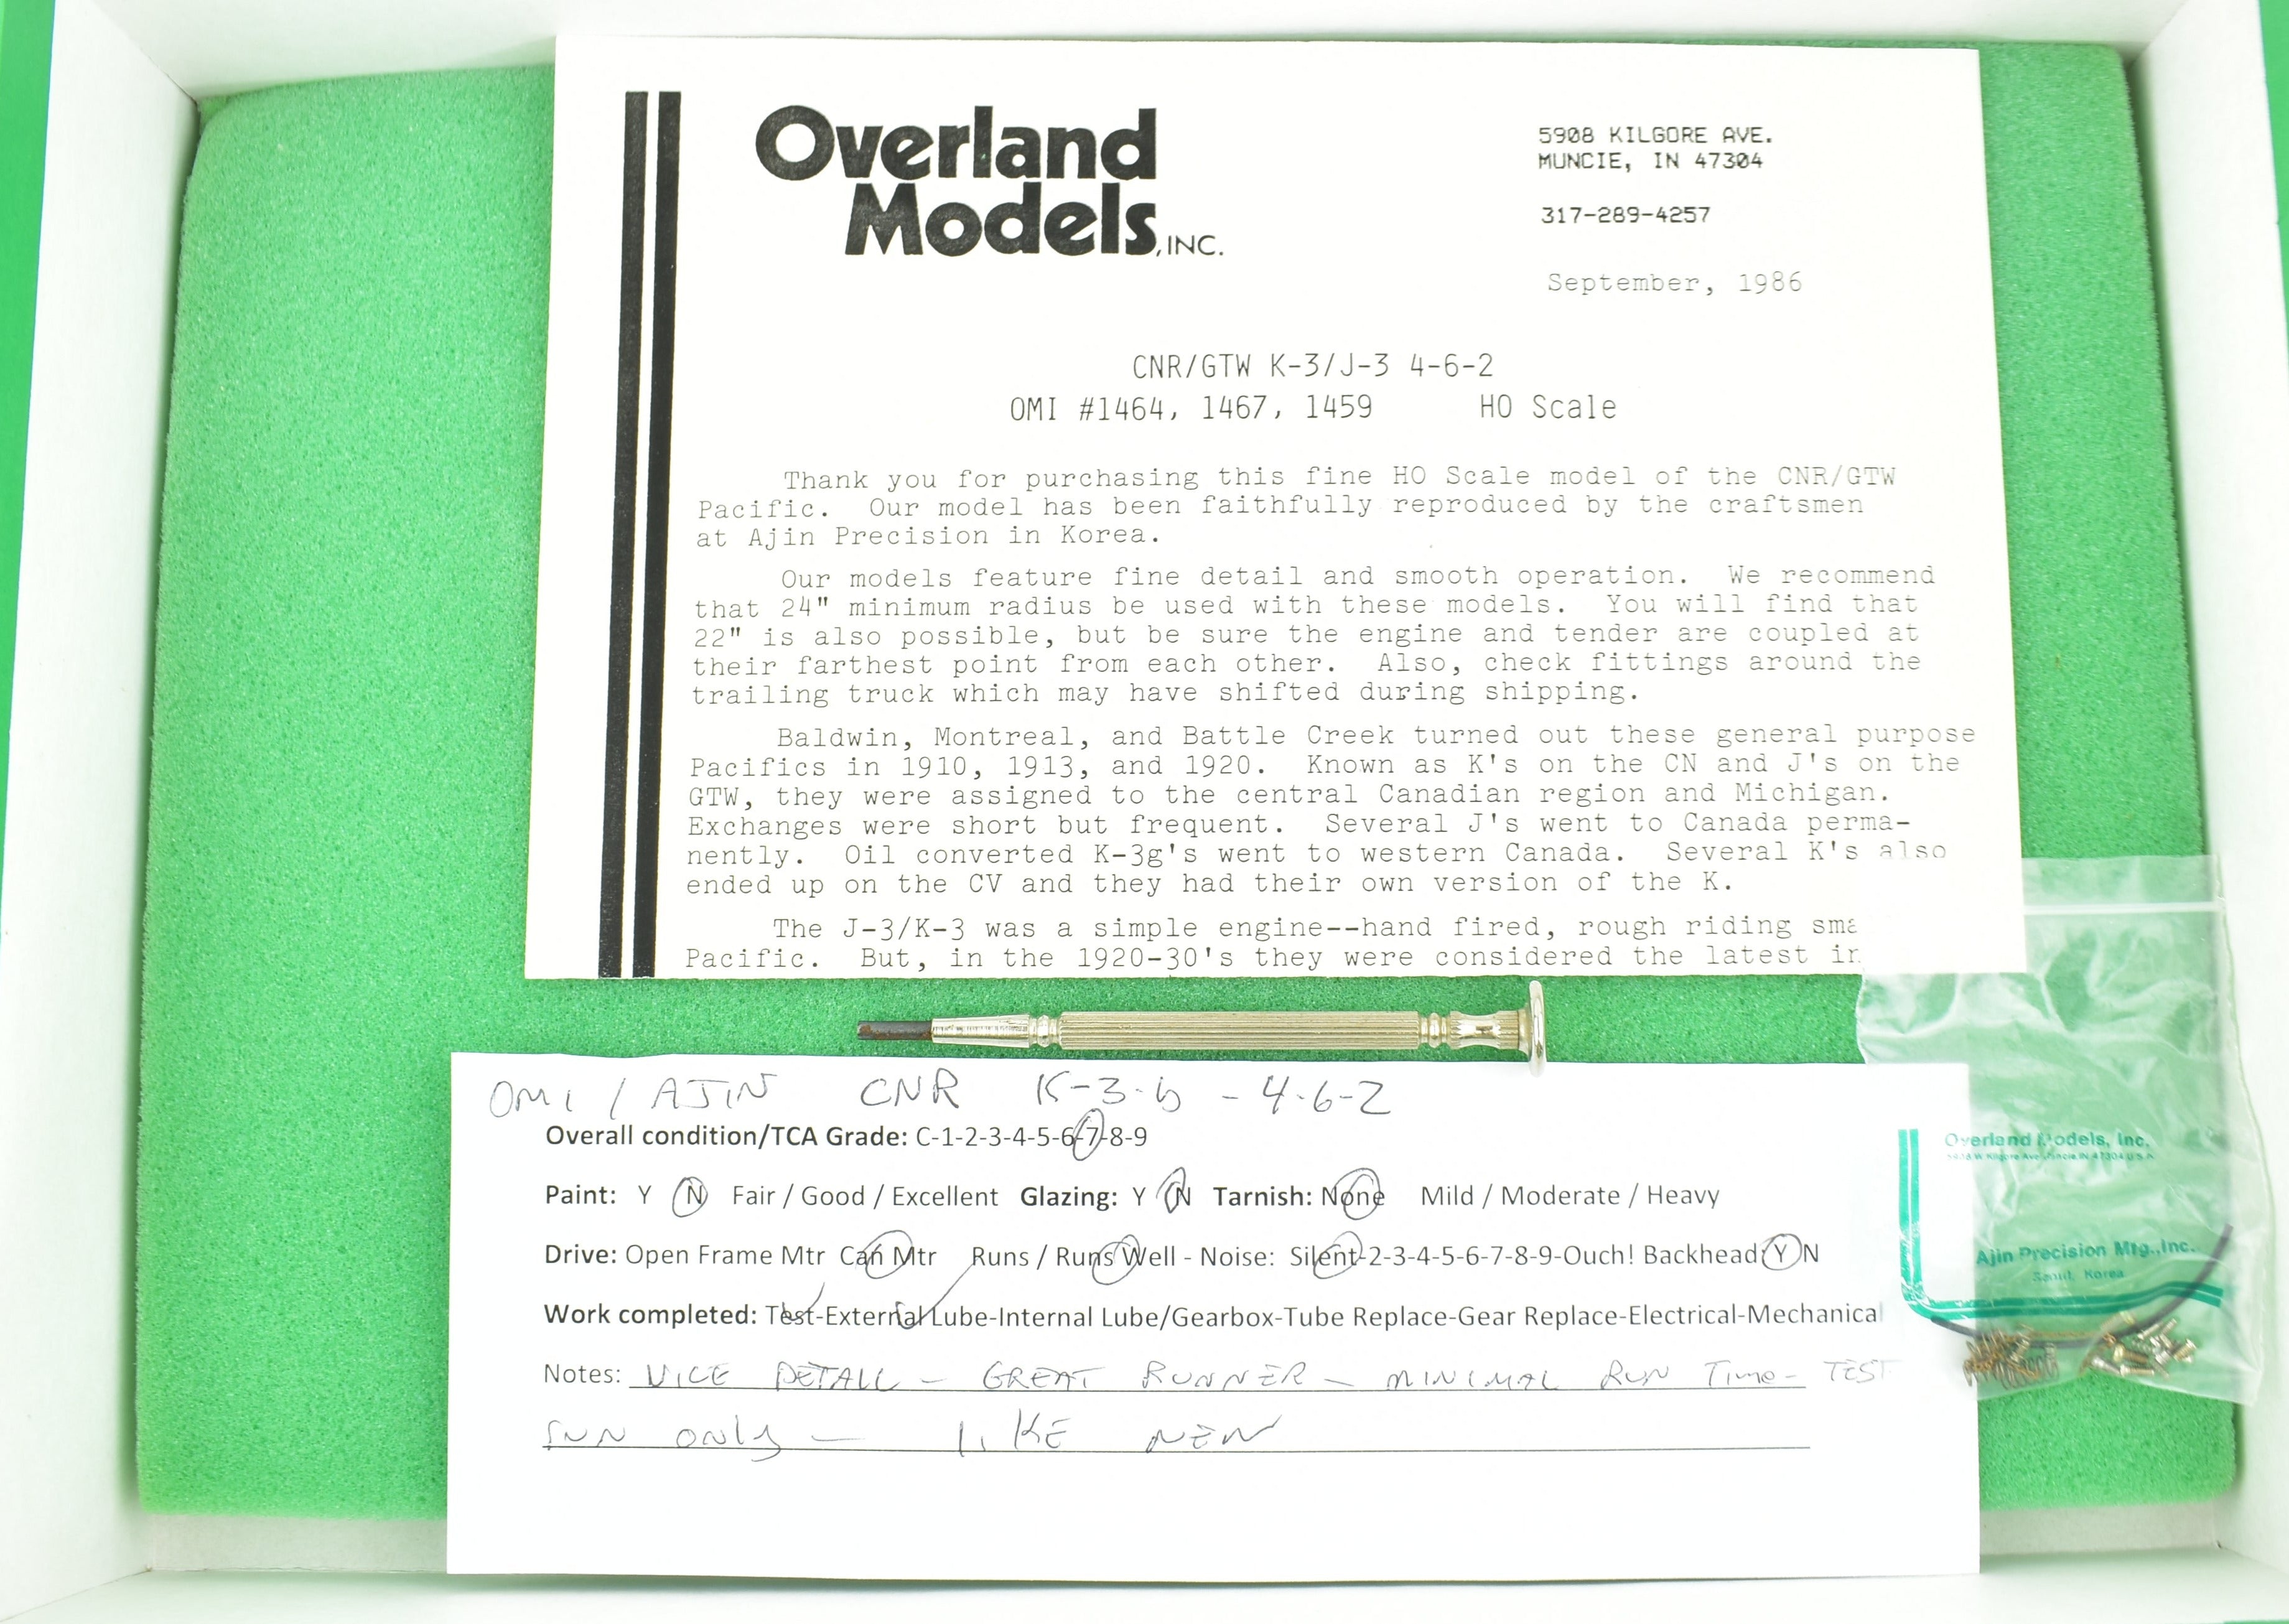 Overland
Models, INC.
5908 KILGORE AVE.
MUNCIE, IN 47304
317-289-4257
September, 1986
CNR/GTW K-3/J-3 4-6-2
OMI #1464, 1467, 1459 HO Scale
Thank you for purchasing this fine HO Scale model of the CNR/GTW
Pacific. Our model has been faithfully reproduced by the craftsmen
at Ajin Precision in Korea.
Our models feature fine detail and smooth operation. We recommend
that 24" minimum radius be used with these models. You will find that
22" is also possible, but be sure the engine and tender are coupled at
their farthest point from each other. Also, check fittings around the
trailing truck which may have shifted during shipping.
Baldwin, Montreal, and Battle Creek turned out these general purpose
Pacifics in 1910, 1913, and 1920. Known as K's on the CN and J's on the
GTW, they were assigned to the central Canadian region and Michigan.
Exchanges were short but frequent. Several J's went to Canada perma-
nently. Oil converted K-3g's went to western Canada. Several K's also
ended up on the CV and they had their own version of the K.
The J-3/K-3 was a simple engine--hand fired, rough riding
Pacific. But, in the 1920-30's they were considered the latest
OMI / AJIN CNR K-3-b - 4-6-2
Overall condition/TCA Grade: C-1-2-3-4-5-6-7-8-9
Paint: Y N Fair / Good / Excellent Glazing: Y N Tarnish: None Mild / Moderate / Heavy
Drive: Open Frame Mtr Can Mtr Runs / Runs Well - Noise: Silent-2-3-4-5-6-7-8-9-Ouch! Backhead: Y N
Work completed: Test-External Lube-Internal Lube/Gearbox-Tube Replace-Gear Replace-Electrical-Mechanical
Notes: NICE DETAIL - GREAT RUNNER - MINIMAL RUN TIME - TEST
RUN ONLY - LIKE NEW
Overland Models, Inc.
Ajin Precision Mfg., Inc.
Seoul, Korea